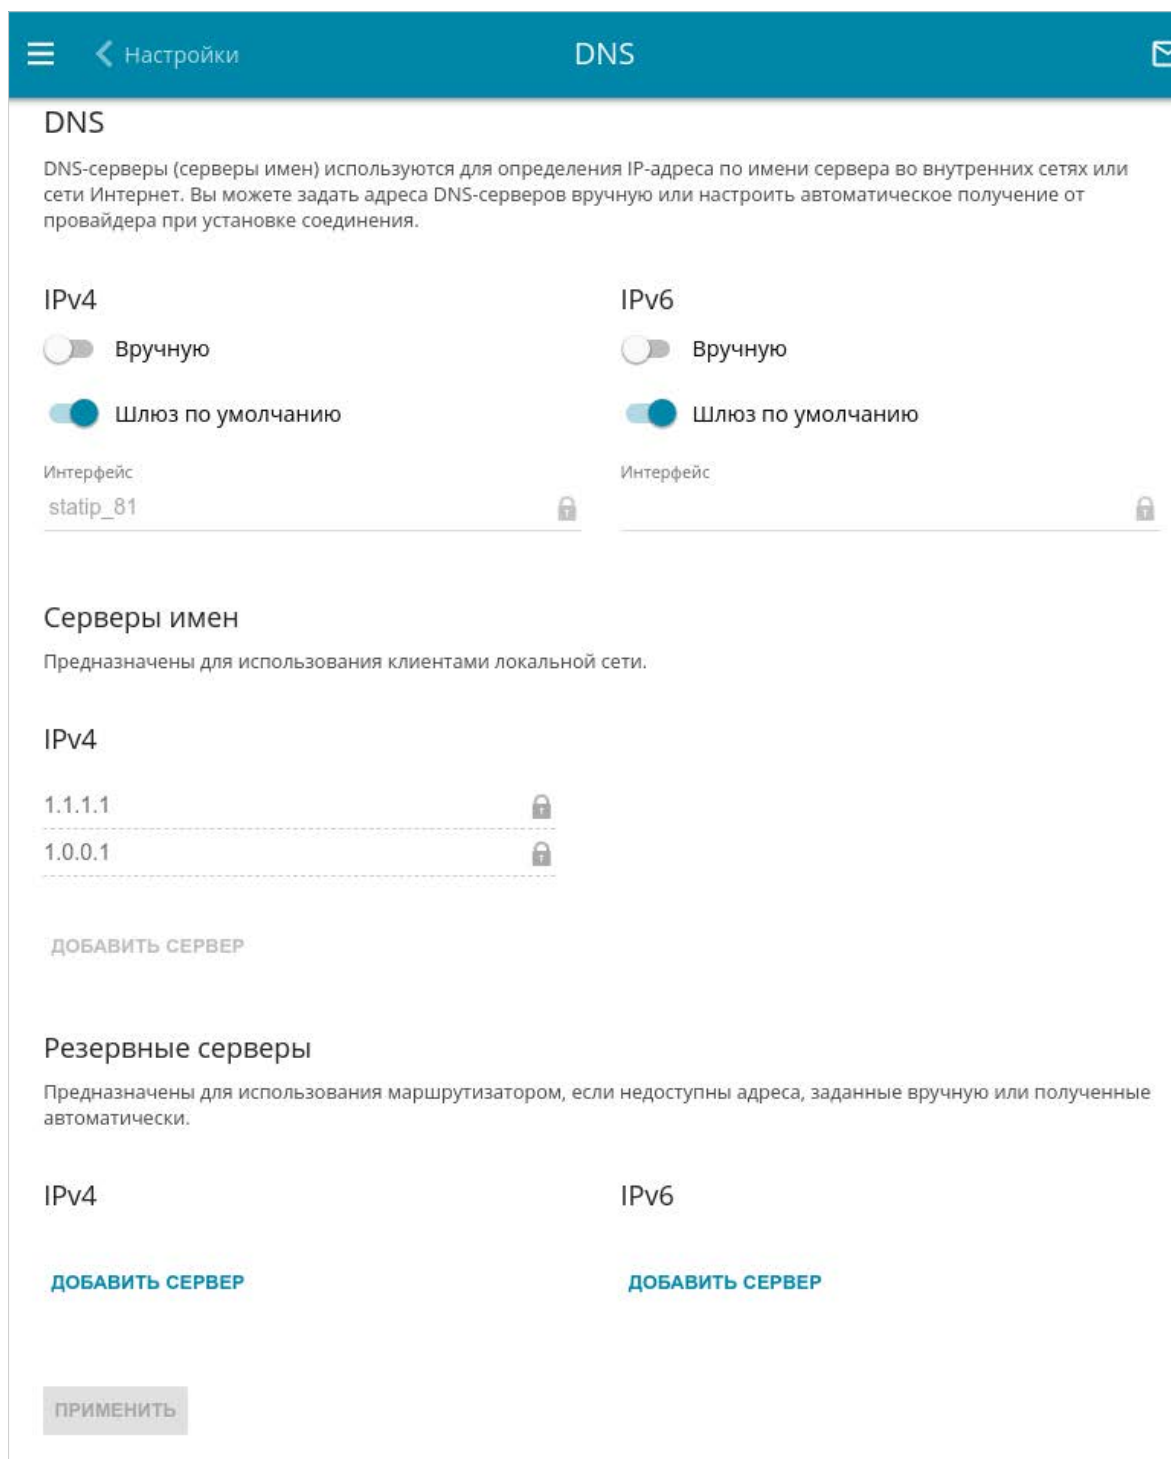 Настройки
DNS
DNS
DNS-серверы (серверы имен) используются для определения IP-адреса по имени сервера во внутренних сетях или
сети Интернет. Вы можете задать адреса DNS-серверов вручную или настроить автоматическое получение от
провайдера при установке соединения.
IPv4
IPv6
Вручную
Вручную
Шлюз по умолчанию
Шлюз по умолчанию
Интерфейс
Интерфейс
statip_81
Серверы имен
Предназначены для использования клиентами локальной сети.
IPv4
1.1.1.1
1.0.0.1
ДОБАВИТЬ СЕРВЕР
Резервные серверы
Предназначены для использования маршрутизатором, если недоступны адреса, заданные вручную или полученные
автоматически.
IPv4
IPv6
ДОБАВИТЬ СЕРВЕР
ДОБАВИТЬ СЕРВЕР
ПРИМЕНИТЬ